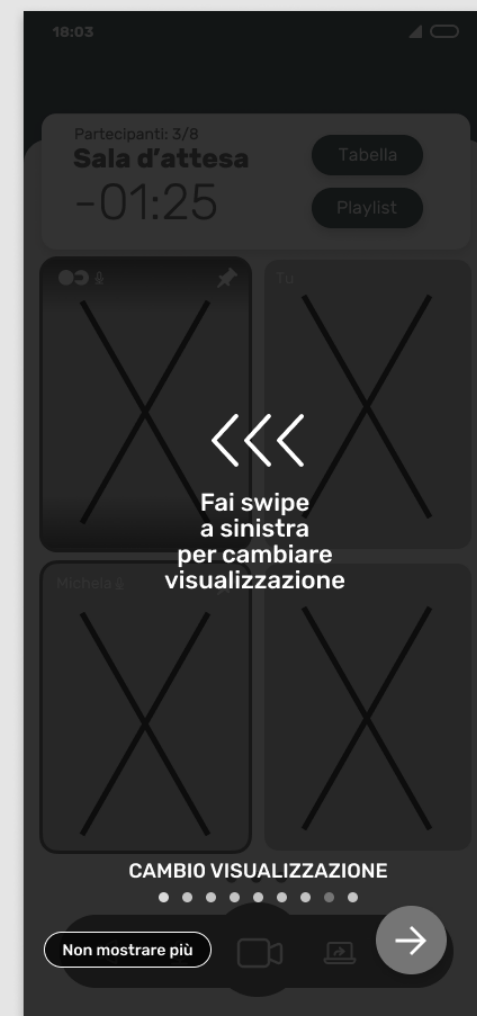 18:03
Partecipanti: 3/8
Sala d'attesa
-01:25
Tabella
Playlist
Tu
Fai swipe
a sinistra
per cambiare
visualizzazione
Michela
CAMBIO VISUALIZZAZIONE
Non mostrare più